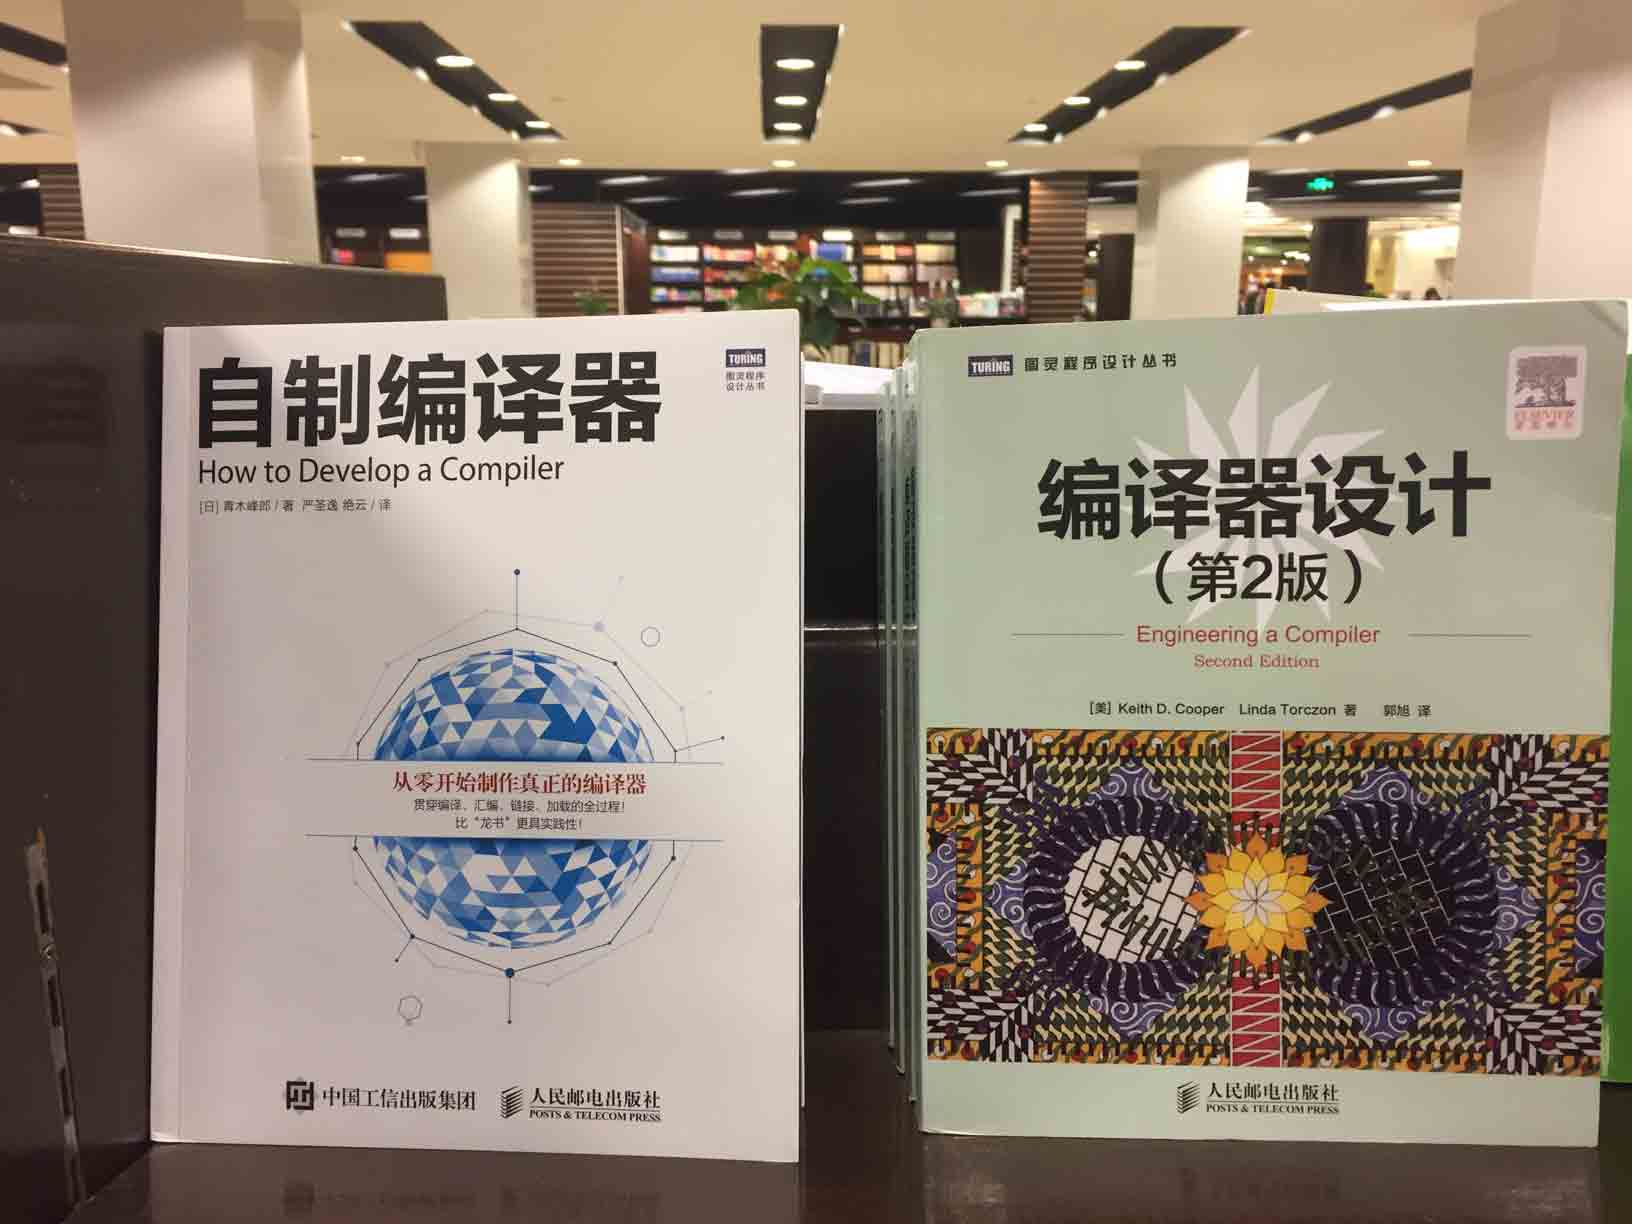 自制编译器
How to Develop a Compiler
[日] 青木峰郎 / 著 严圣逸 绝云 / 译
TURING
图灵程序
设计丛书
从零开始制作真正的编译器
贯穿编译、汇编、链接、加载的全过程！
比“龙书”更具实践性！
中国工信出版集团
人民邮电出版社
POSTS & TELECOM PRESS
TURING 图灵程序设计丛书
ELSEVIER
爱思唯尔
编译器设计
（第2版）
Engineering a Compiler
Second Edition
[美] Keith D. Cooper Linda Torczon 著 郭旭 译
人民邮电出版社
POSTS & TELECOM PRESS